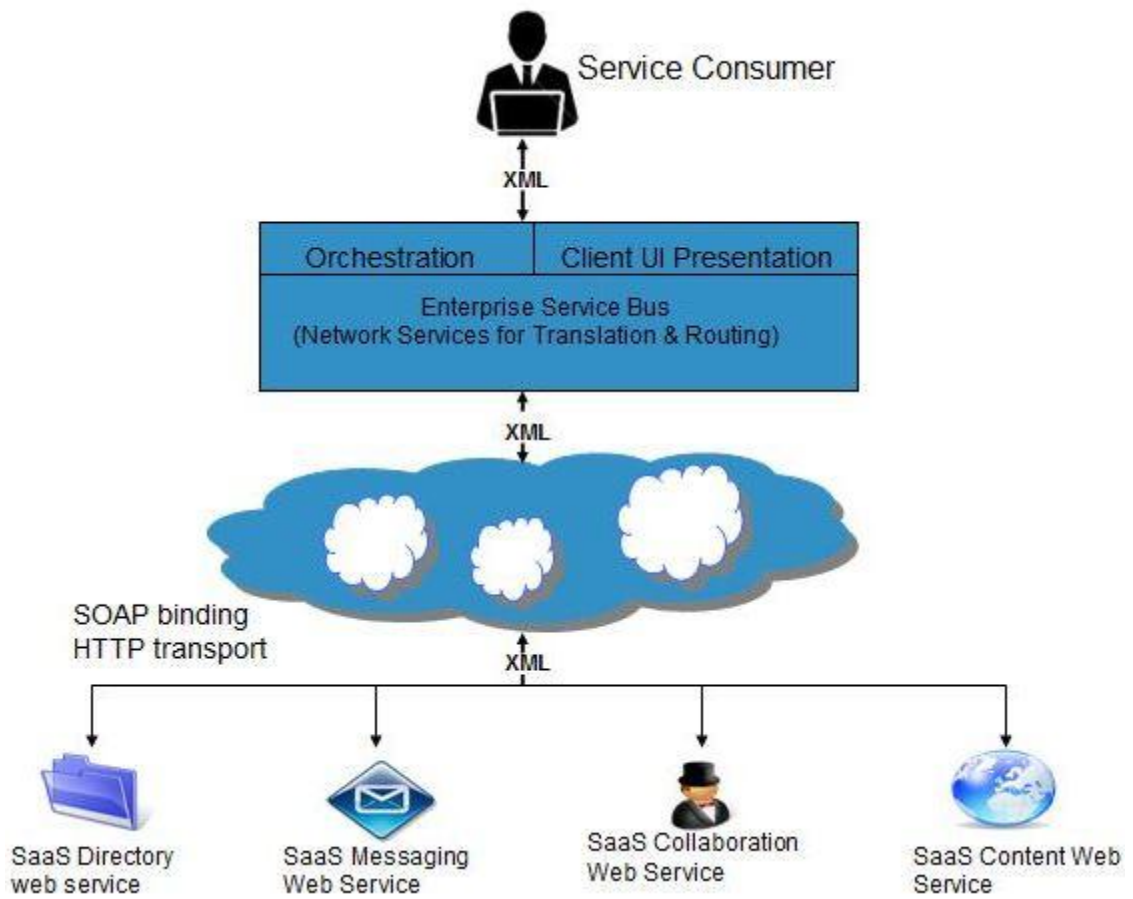 Service Consumer
XML
Orchestration
Client UI Presentation
Enterprise Service Bus
(Network Services for Translation & Routing)
XML
SOAP binding
HTTP transport
XML
SaaS Directory
web service
SaaS Messaging
Web Service
SaaS Collaboration
Web Service
SaaS Content Web
Service